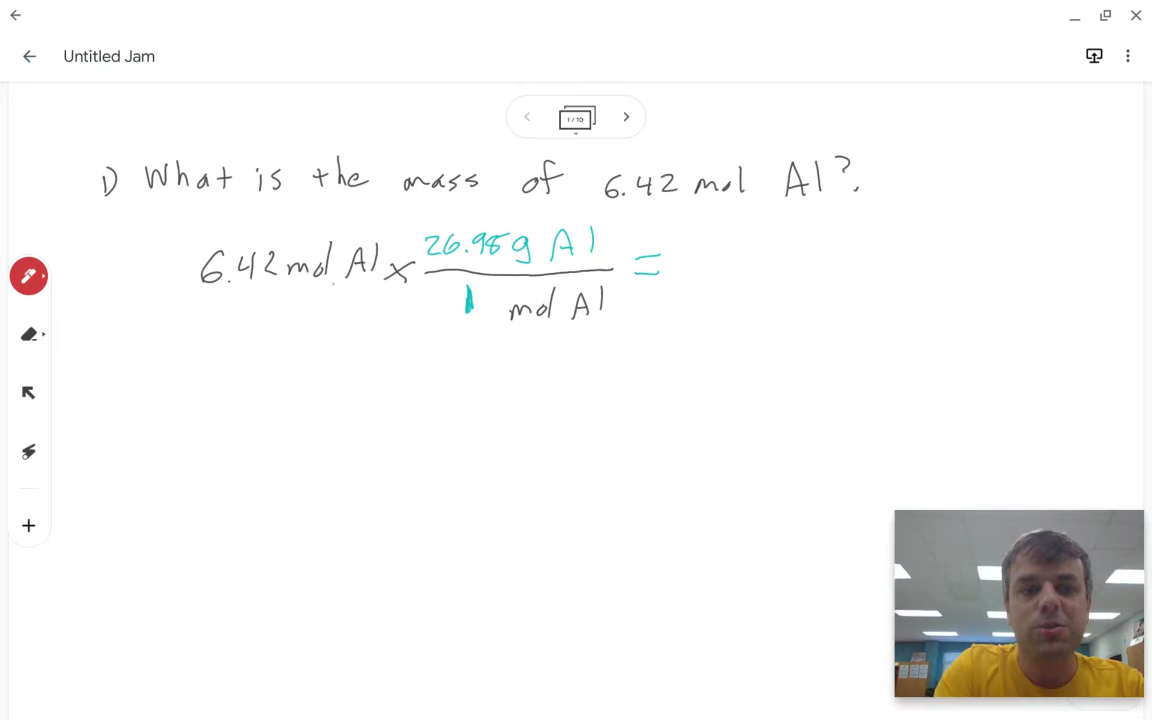 Untitled Jam
1 / 10
1) What is the mass of 6.42 mol Al?
6.42 mol Al x 26.98 g Al =
1 mol Al